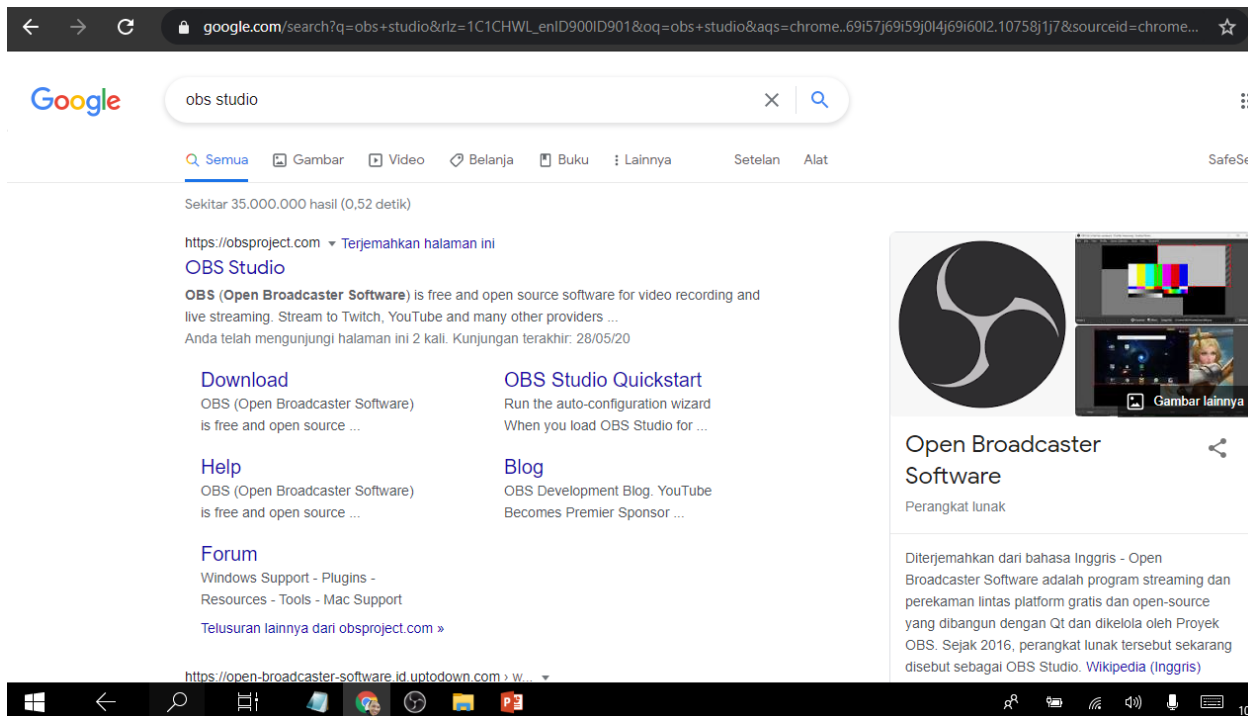 google.com/search?q=obs+studio&rlz=1C1CHWL_enID900ID901&oq=obs+studio&aqs=chrome..69i57j69i59j0l4j69i60l2.10758j1j7&sourceid=chrome...
Google
obs studio
Semua Gambar Video Belanja Buku Lainnya Setelan Alat SafeSe
Sekitar 35.000.000 hasil (0,52 detik)
https://obsproject.com Terjemahkan halaman ini
OBS Studio
OBS (Open Broadcaster Software) is free and open source software for video recording and
live streaming. Stream to Twitch, YouTube and many other providers ...
Anda telah mengunjungi halaman ini 2 kali. Kunjungan terakhir: 28/05/20
Download
OBS (Open Broadcaster Software)
is free and open source ...
OBS Studio Quickstart
Run the auto-configuration wizard
When you load OBS Studio for ...
Help
OBS (Open Broadcaster Software)
is free and open source ...
Blog
OBS Development Blog. YouTube
Becomes Premier Sponsor ...
Forum
Windows Support - Plugins -
Resources - Tools - Mac Support
Telusuran lainnya dari obsproject.com »
https://open-broadcaster-software.id.uptodown.com › w...
Gambar lainnya
Open Broadcaster
Software
Perangkat lunak
Diterjemahkan dari bahasa Inggris - Open
Broadcaster Software adalah program streaming dan
perekaman lintas platform gratis dan open-source
yang dibangun dengan Qt dan dikelola oleh Proyek
OBS. Sejak 2016, perangkat lunak tersebut sekarang
disebut sebagai OBS Studio. Wikipedia (Inggris)
10